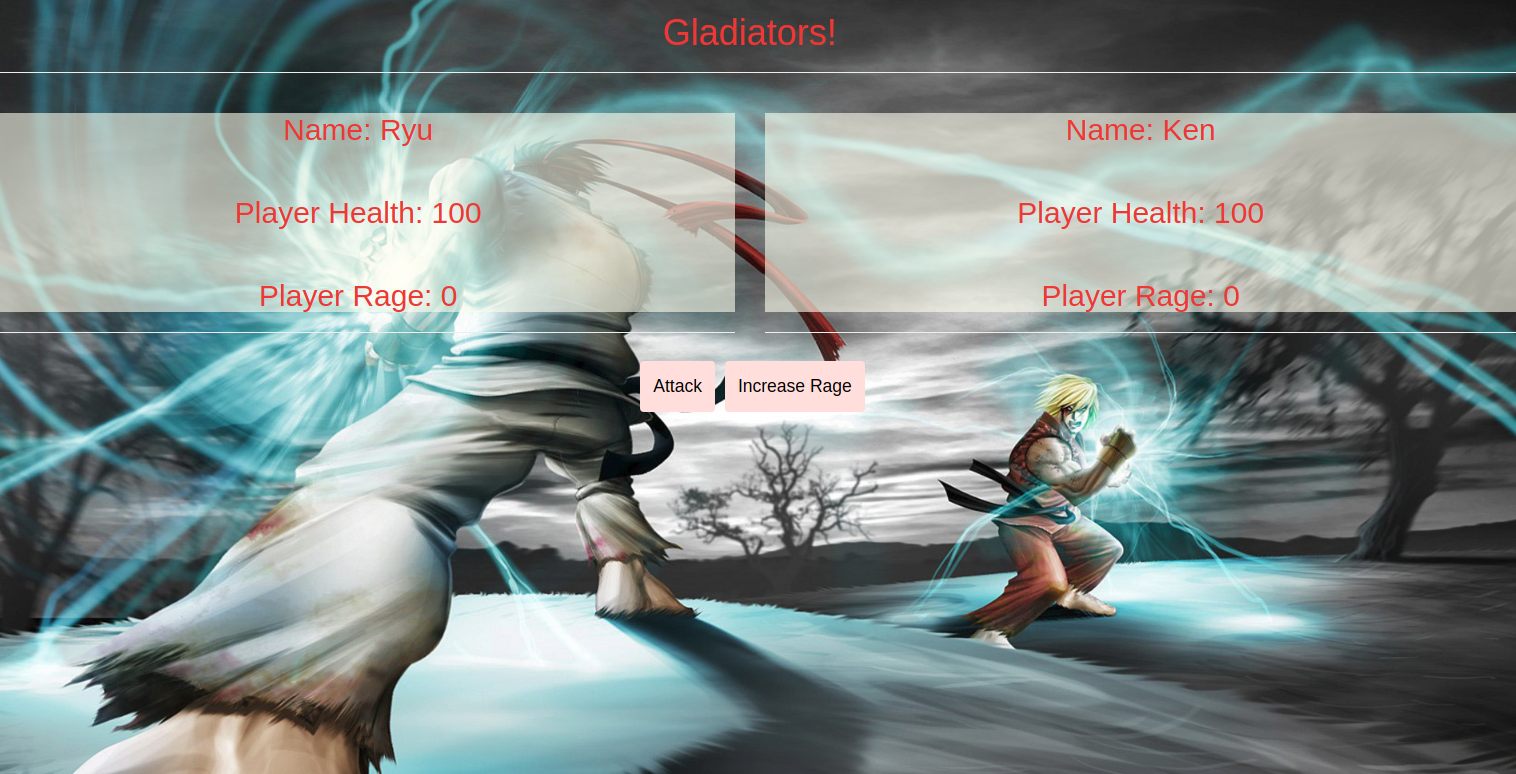 Gladiators!
Name: Ryu
Player Health: 100
Player Rage: 0
Name: Ken
Player Health: 100
Player Rage: 0
Attack
Increase Rage